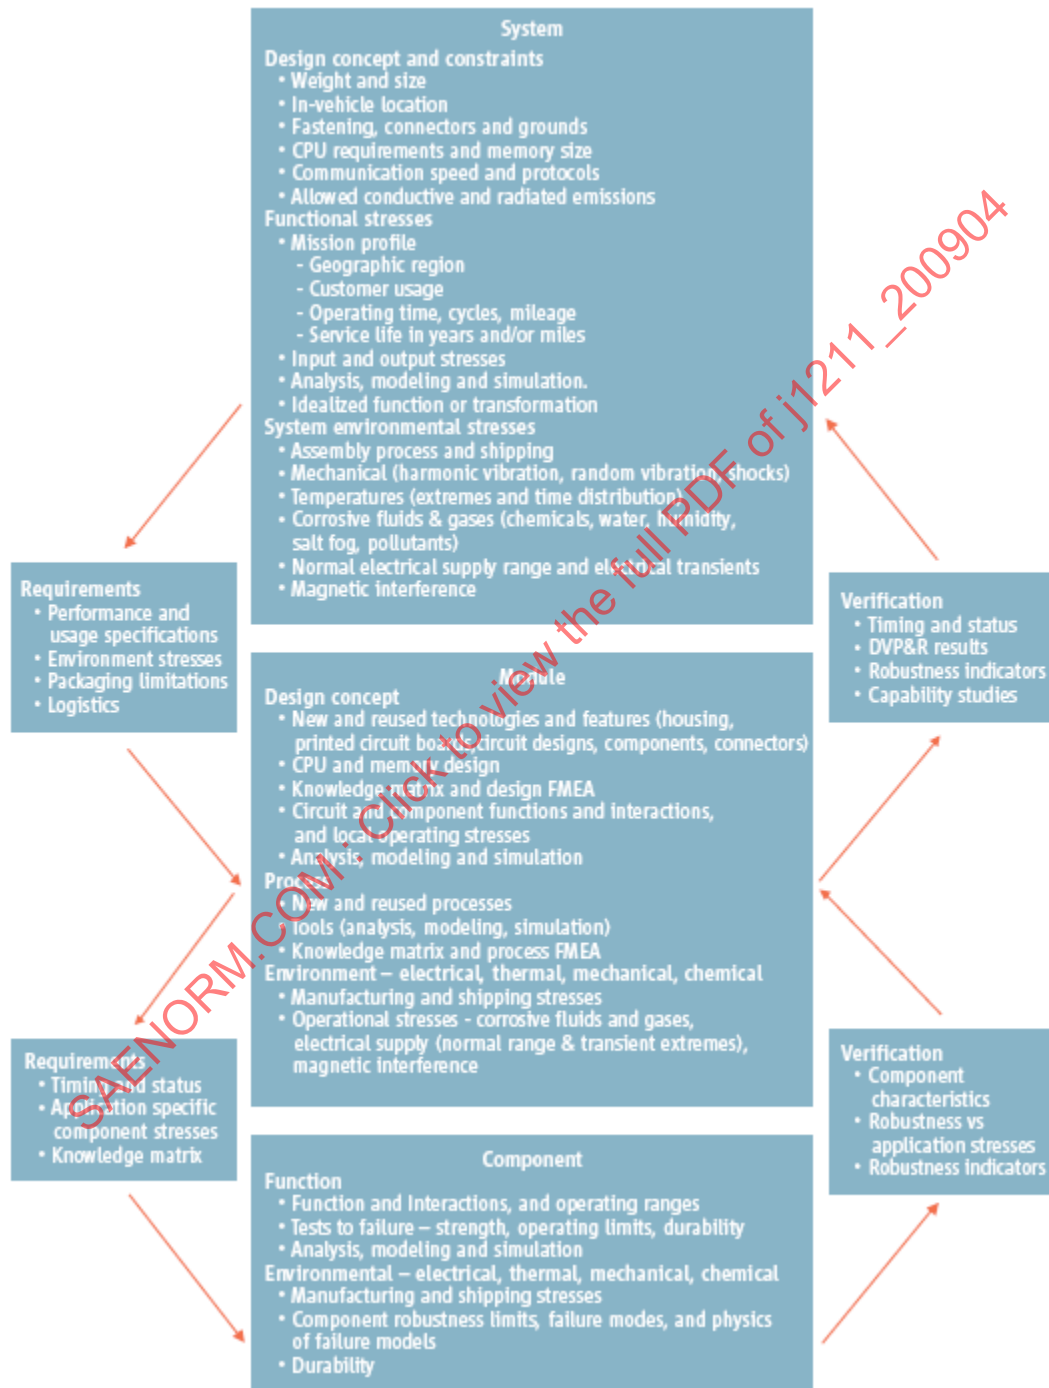 System
Design concept and constraints
• Weight and size
• In-vehicle location
• Fastening, connectors and grounds
• CPU requirements and memory size
• Communication speed and protocols
• Allowed conductive and radiated emissions
Functional stresses
• Mission profile
- Geographic region
- Customer usage
- Operating time, cycles, mileage
- Service life in years and/or miles
• Input and output stresses
• Analysis, modeling and simulation.
• Idealized function or transformation
System environmental stresses
• Assembly process and shipping
• Mechanical (harmonic vibration, random vibration, shocks)
• Temperatures (extremes and time distribution)
• Corrosive fluids & gases (chemicals, water, humidity,
salt fog, pollutants)
• Normal electrical supply range and electrical transients
• Magnetic interference
Requirements
• Performance and
usage specifications
• Environment stresses
• Packaging limitations
• Logistics
Verification
• Timing and status
• DVP&R results
• Robustness indicators
• Capability studies
Module
Design concept
• New and reused technologies and features (housing,
printed circuit boards, circuit designs, components, connectors)
• CPU and memory design
• Knowledge matrix and design FMEA
• Circuit and component functions and interactions,
and local operating stresses
• Analysis, modeling and simulation
Process
• New and reused processes
• Tools (analysis, modeling, simulation)
• Knowledge matrix and process FMEA
Environment – electrical, thermal, mechanical, chemical
• Manufacturing and shipping stresses
• Operational stresses - corrosive fluids and gases,
electrical supply (normal range & transient extremes),
magnetic interference
Requirements
• Timing and status
• Application specific
component stresses
• Knowledge matrix
Verification
• Component
characteristics
• Robustness vs
application stresses
• Robustness indicators
Component
Function
• Function and Interactions, and operating ranges
• Tests to failure – strength, operating limits, durability
• Analysis, modeling and simulation
Environmental – electrical, thermal, mechanical, chemical
• Manufacturing and shipping stresses
• Component robustness limits, failure modes, and physics
of failure models
• Durability
SAENORM.COM : Click to view the full PDF of j1211_200904